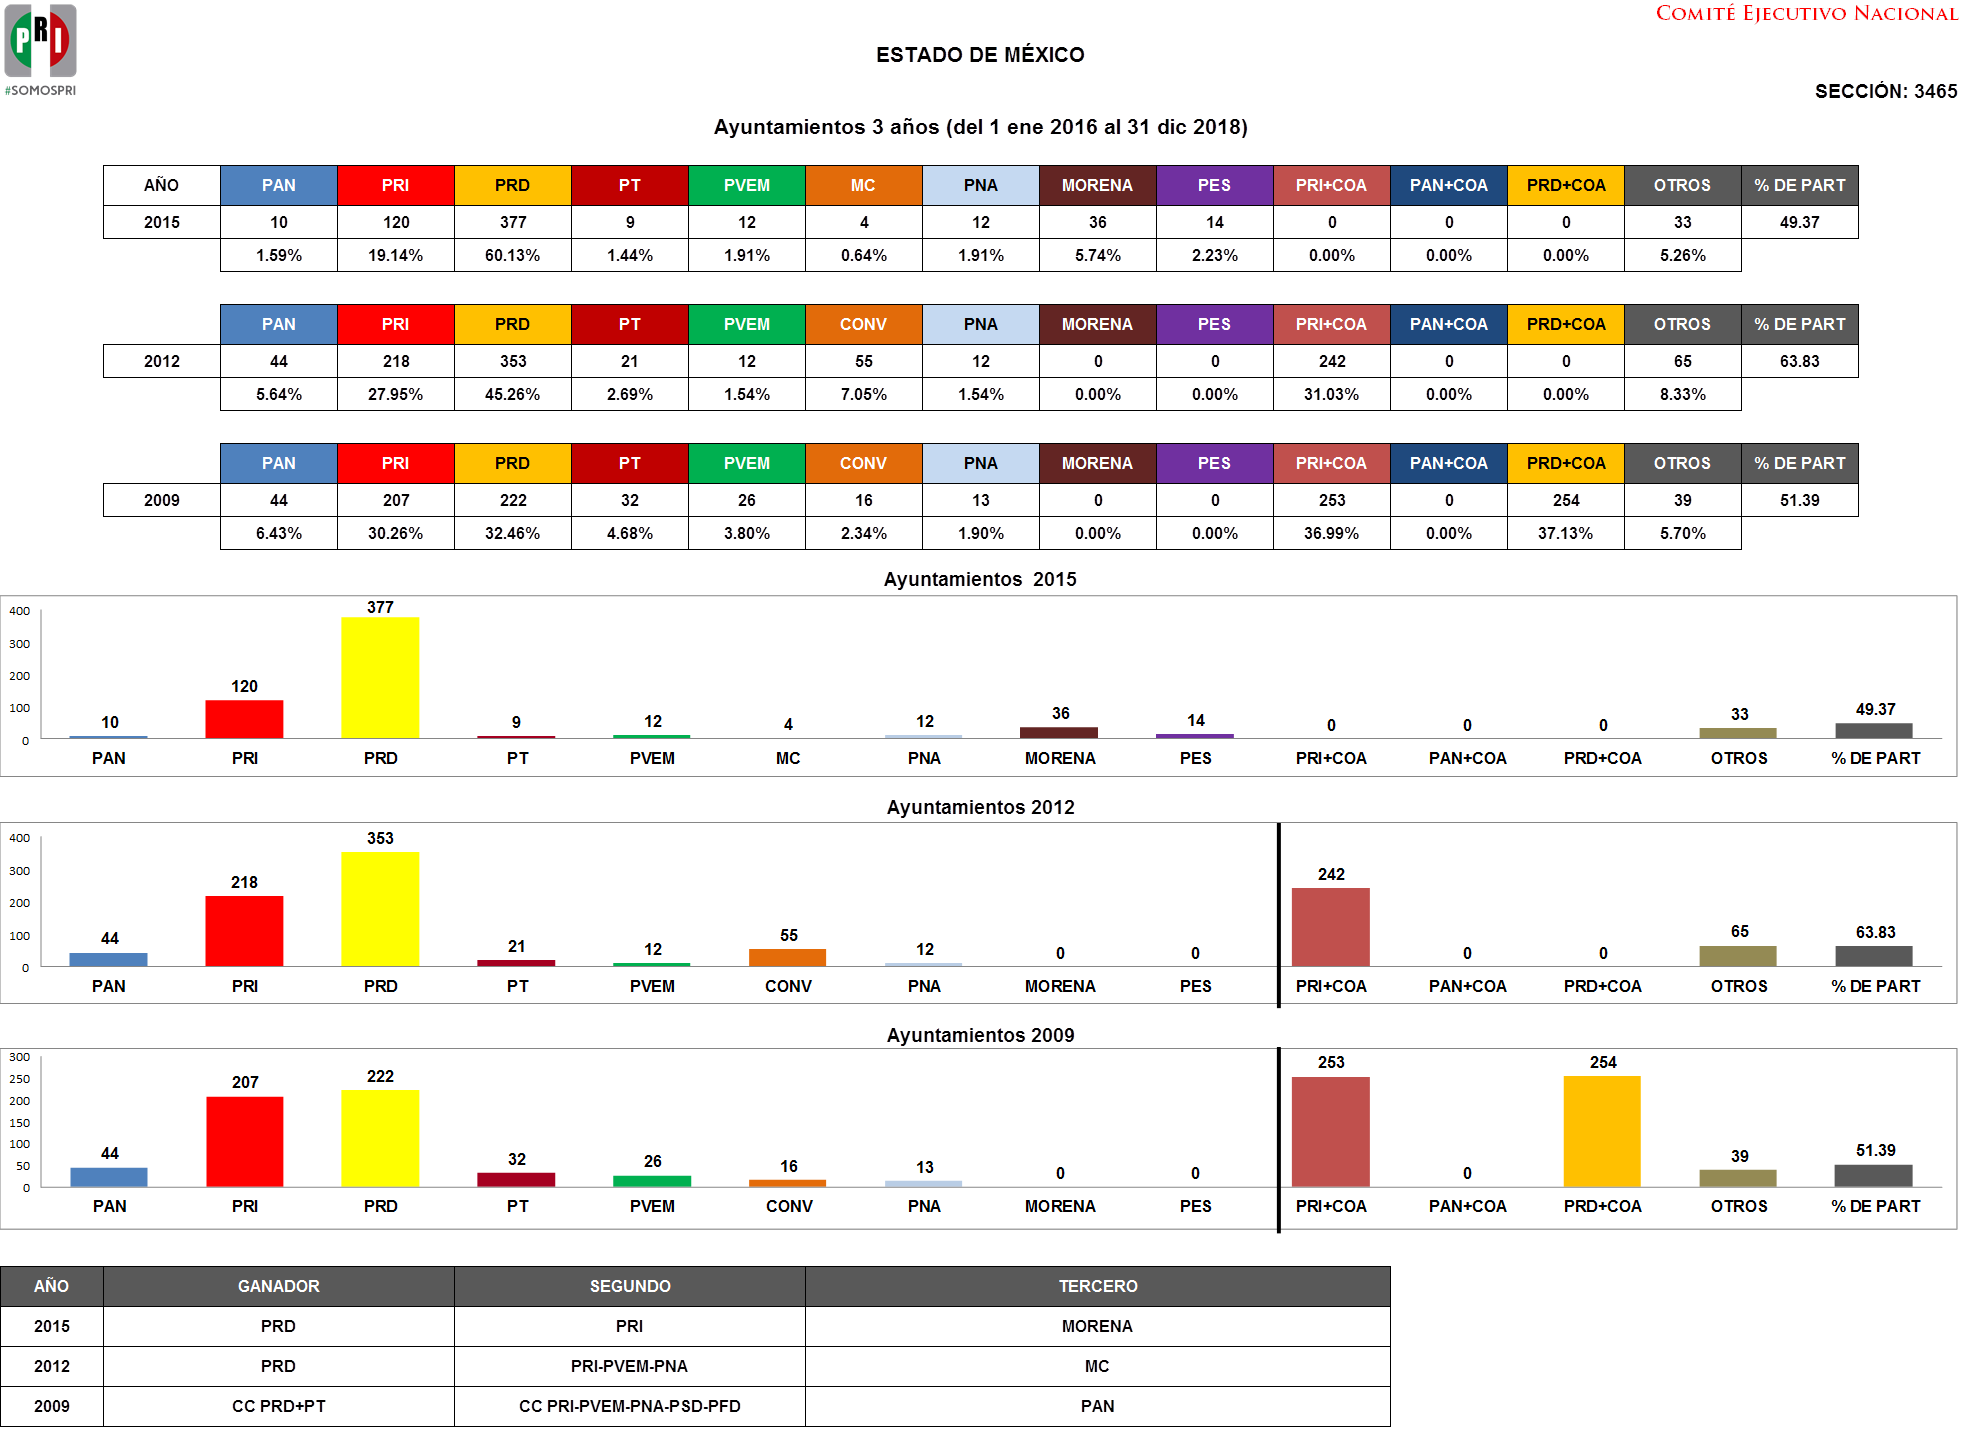 PRI
#SOMOSPRI
COMITÉ EJECUTIVO NACIONAL
ESTADO DE MÉXICO
SECCIÓN: 3465
Ayuntamientos 3 años (del 1 ene 2016 al 31 dic 2018)
AÑO PAN PRI PRD PT PVEM MC PNA MORENA PES PRI+COA PAN+COA PRD+COA OTROS % DE PART
2015 10 120 377 9 12 4 12 36 14 0 0 0 33 49.37
1.59% 19.14% 60.13% 1.44% 1.91% 0.64% 1.91% 5.74% 2.23% 0.00% 0.00% 0.00% 5.26%
PAN PRI PRD PT PVEM CONV PNA MORENA PES PRI+COA PAN+COA PRD+COA OTROS % DE PART
2012 44 218 353 21 12 55 12 0 0 242 0 0 65 63.83
5.64% 27.95% 45.26% 2.69% 1.54% 7.05% 1.54% 0.00% 0.00% 31.03% 0.00% 0.00% 8.33%
PAN PRI PRD PT PVEM CONV PNA MORENA PES PRI+COA PAN+COA PRD+COA OTROS % DE PART
2009 44 207 222 32 26 16 13 0 0 253 0 254 39 51.39
6.43% 30.26% 32.46% 4.68% 3.80% 2.34% 1.90% 0.00% 0.00% 36.99% 0.00% 37.13% 5.70%
Ayuntamientos 2015
400
300
200
100
0
10 120 377 9 12 4 12 36 14 0 0 0 33 49.37
PAN PRI PRD PT PVEM MC PNA MORENA PES PRI+COA PAN+COA PRD+COA OTROS % DE PART
Ayuntamientos 2012
400
300
200
100
0
44 218 353 21 12 55 12 0 0 242 0 0 65 63.83
PAN PRI PRD PT PVEM CONV PNA MORENA PES PRI+COA PAN+COA PRD+COA OTROS % DE PART
Ayuntamientos 2009
300
250
200
150
100
50
0
44 207 222 32 26 16 13 0 0 253 0 254 39 51.39
PAN PRI PRD PT PVEM CONV PNA MORENA PES PRI+COA PAN+COA PRD+COA OTROS % DE PART
AÑO GANADOR SEGUNDO TERCERO
2015 PRD PRI MORENA
2012 PRD PRI-PVEM-PNA MC
2009 CC PRD+PT CC PRI-PVEM-PNA-PSD-PFD PAN